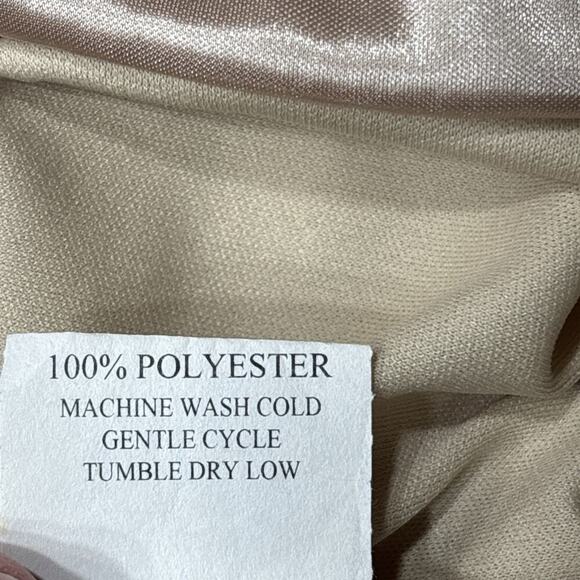 100% POLYESTER
MACHINE WASH COLD
GENTLE CYCLE
TUMBLE DRY LOW